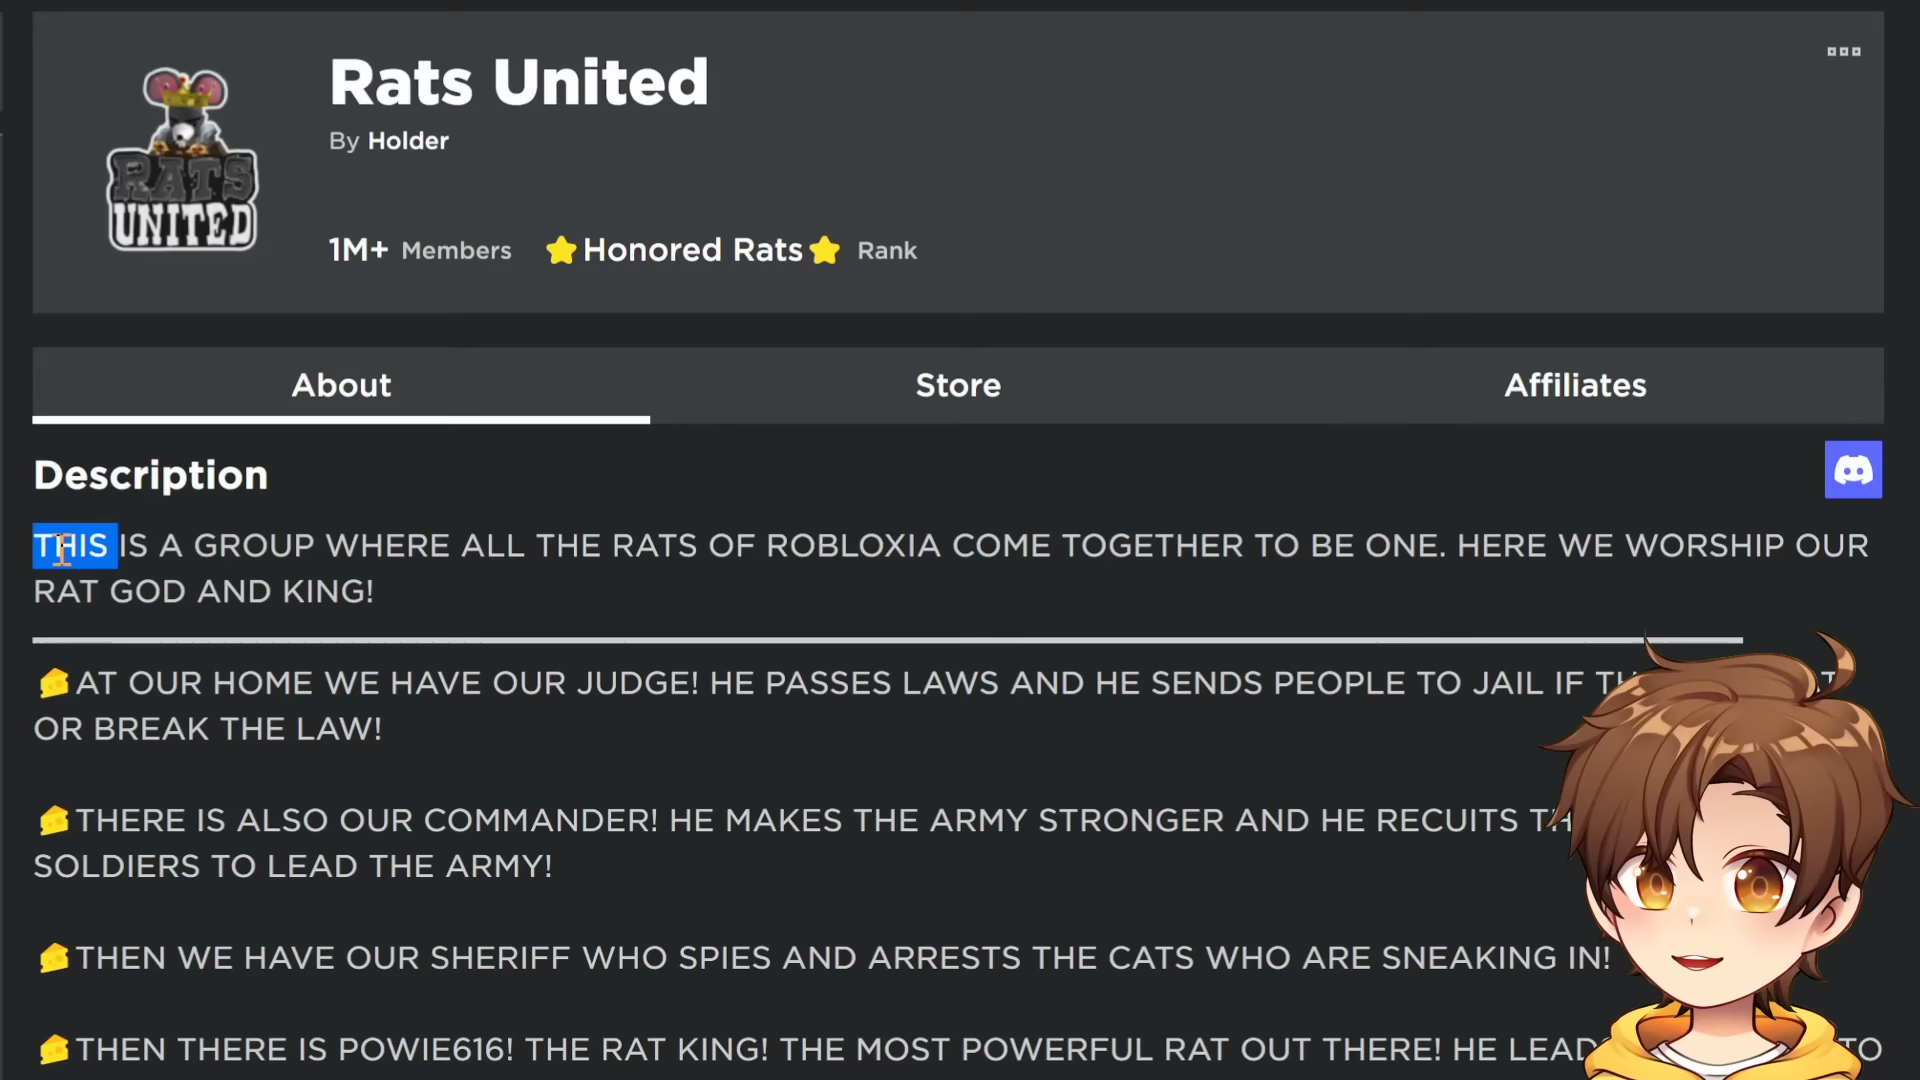 Rats United
By Holder
RATS
UNITED
1M+ Members ⭐Honored Rats⭐ Rank
About Store Affiliates
Description
THIS IS A GROUP WHERE ALL THE RATS OF ROBLOXIA COME TOGETHER TO BE ONE. HERE WE WORSHIP OUR
RAT GOD AND KING!
🧀AT OUR HOME WE HAVE OUR JUDGE! HE PASSES LAWS AND HE SENDS PEOPLE TO JAIL IF
OR BREAK THE LAW!
🧀THERE IS ALSO OUR COMMANDER! HE MAKES THE ARMY STRONGER AND HE RECUITS
SOLDIERS TO LEAD THE ARMY!
🧀THEN WE HAVE OUR SHERIFF WHO SPIES AND ARRESTS THE CATS WHO ARE SNEAKING IN!
🧀THEN THERE IS POWIE616! THE RAT KING! THE MOST POWERFUL RAT OUT THERE! HE TO